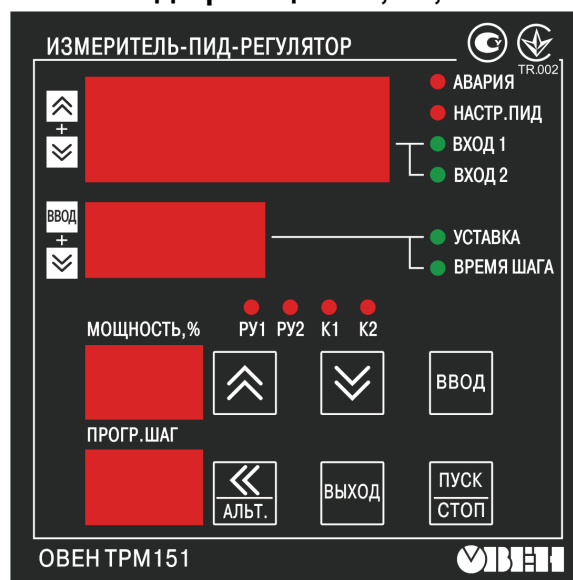 ИЗМЕРИТЕЛЬ-ПИД-РЕГУЛЯТОР
TR.002
АВАРИЯ
+
НАСТР.ПИД
ВХОД 1
ВХОД 2
ВВОД
+
УСТАВКА
ВРЕМЯ ШАГА
МОЩНОСТЬ,%
РУ1 РУ2 К1 К2
ВВОД
ПРОГР.ШАГ
АЛЬТ.
ВЫХОД
ПУСК
СТОП
ОВЕН ТРМ151
ОВЕН